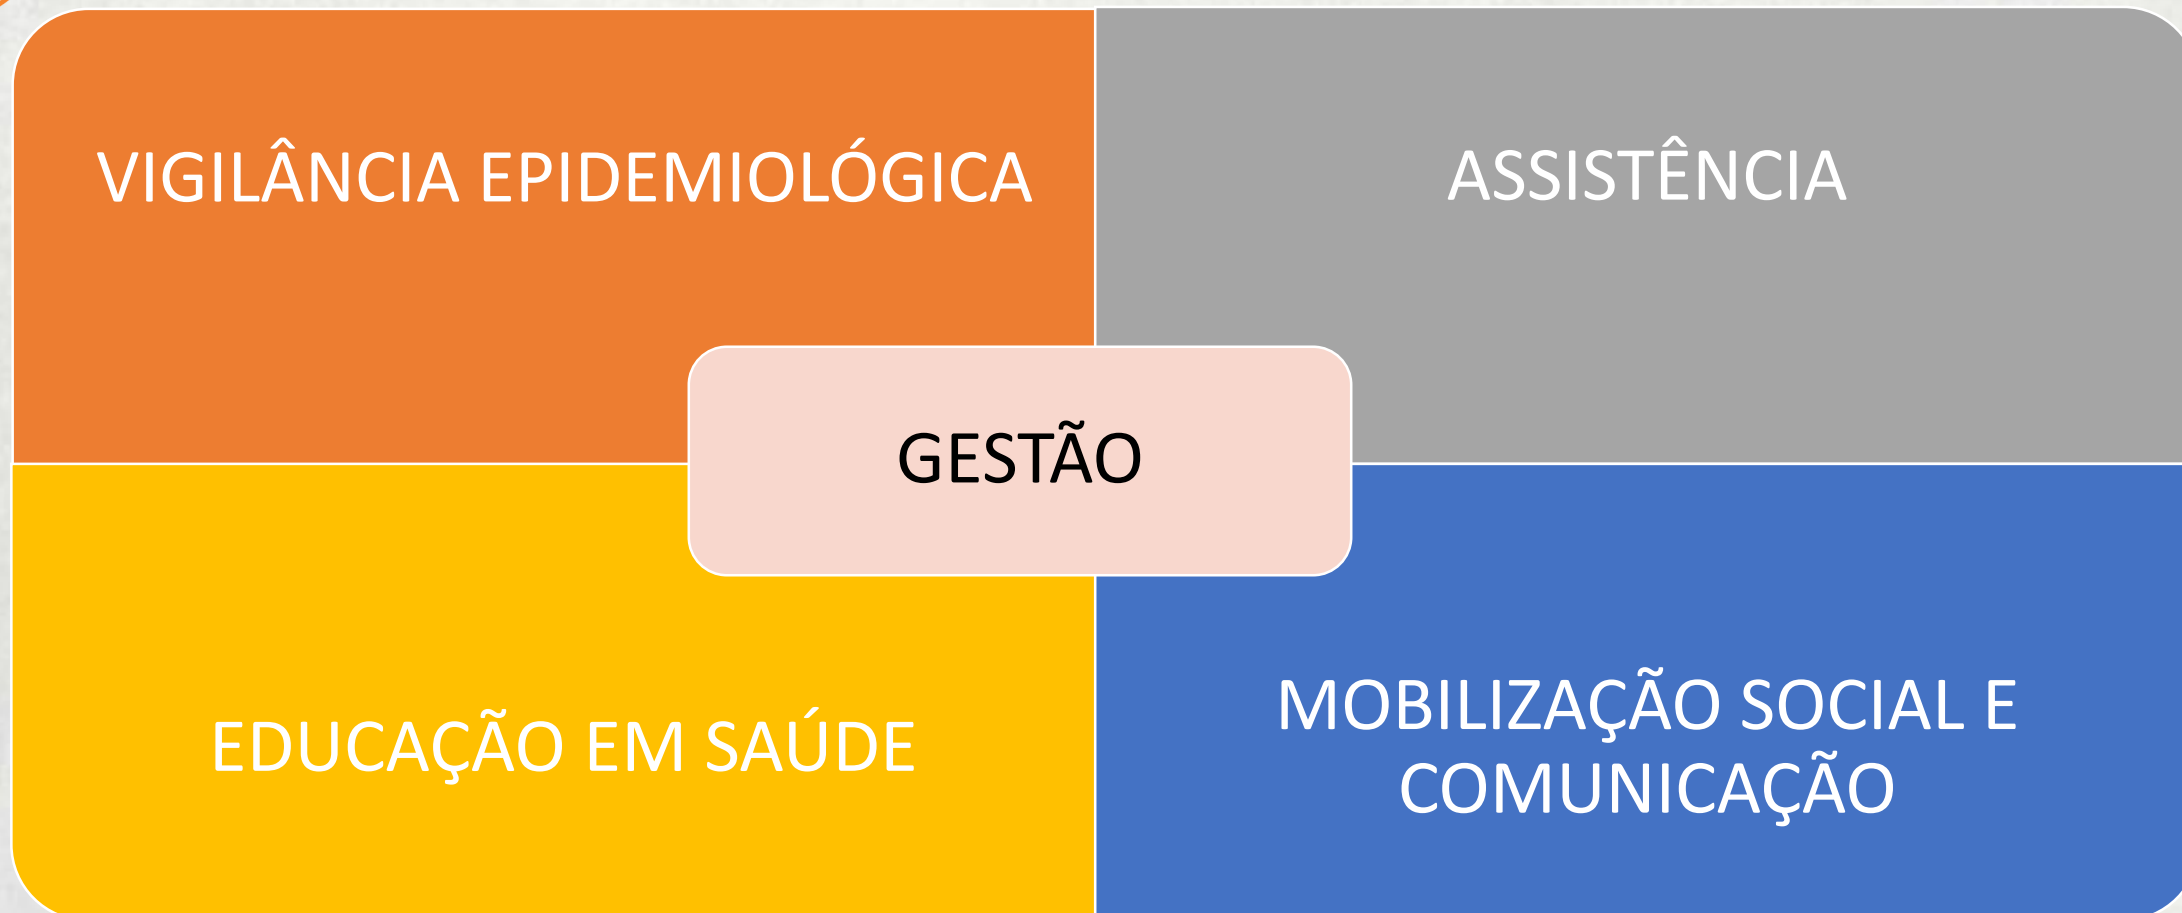 VIGILÂNCIA EPIDEMIOLÓGICA
ASSISTÊNCIA
GESTÃO
EDUCAÇÃO EM SAÚDE
MOBILIZAÇÃO SOCIAL E
COMUNICAÇÃO